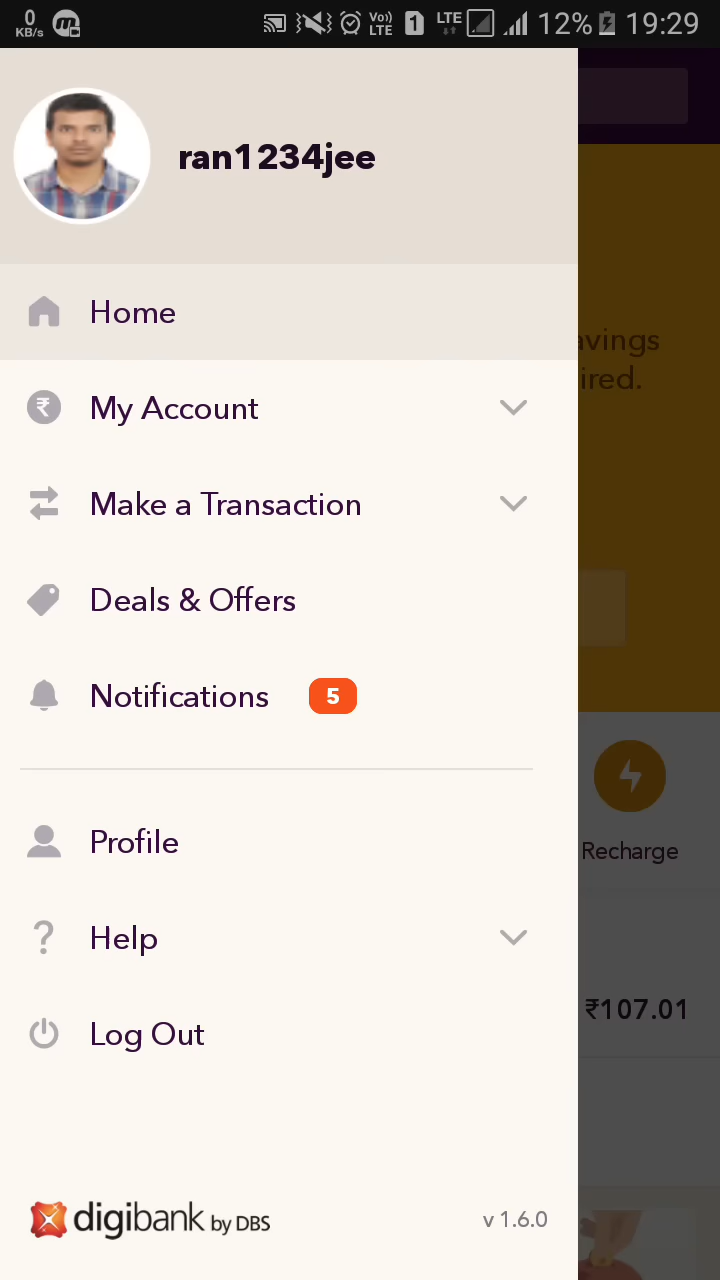 0
KB/s
Vo))
LTE
1
LTE
12%
19:29
ran1234jee
Home
avings
ired.
My Account
Make a Transaction
Deals & Offers
Notifications 5
Recharge
Profile
Help
₹107.01
Log Out
digibank by DBS
v 1.6.0